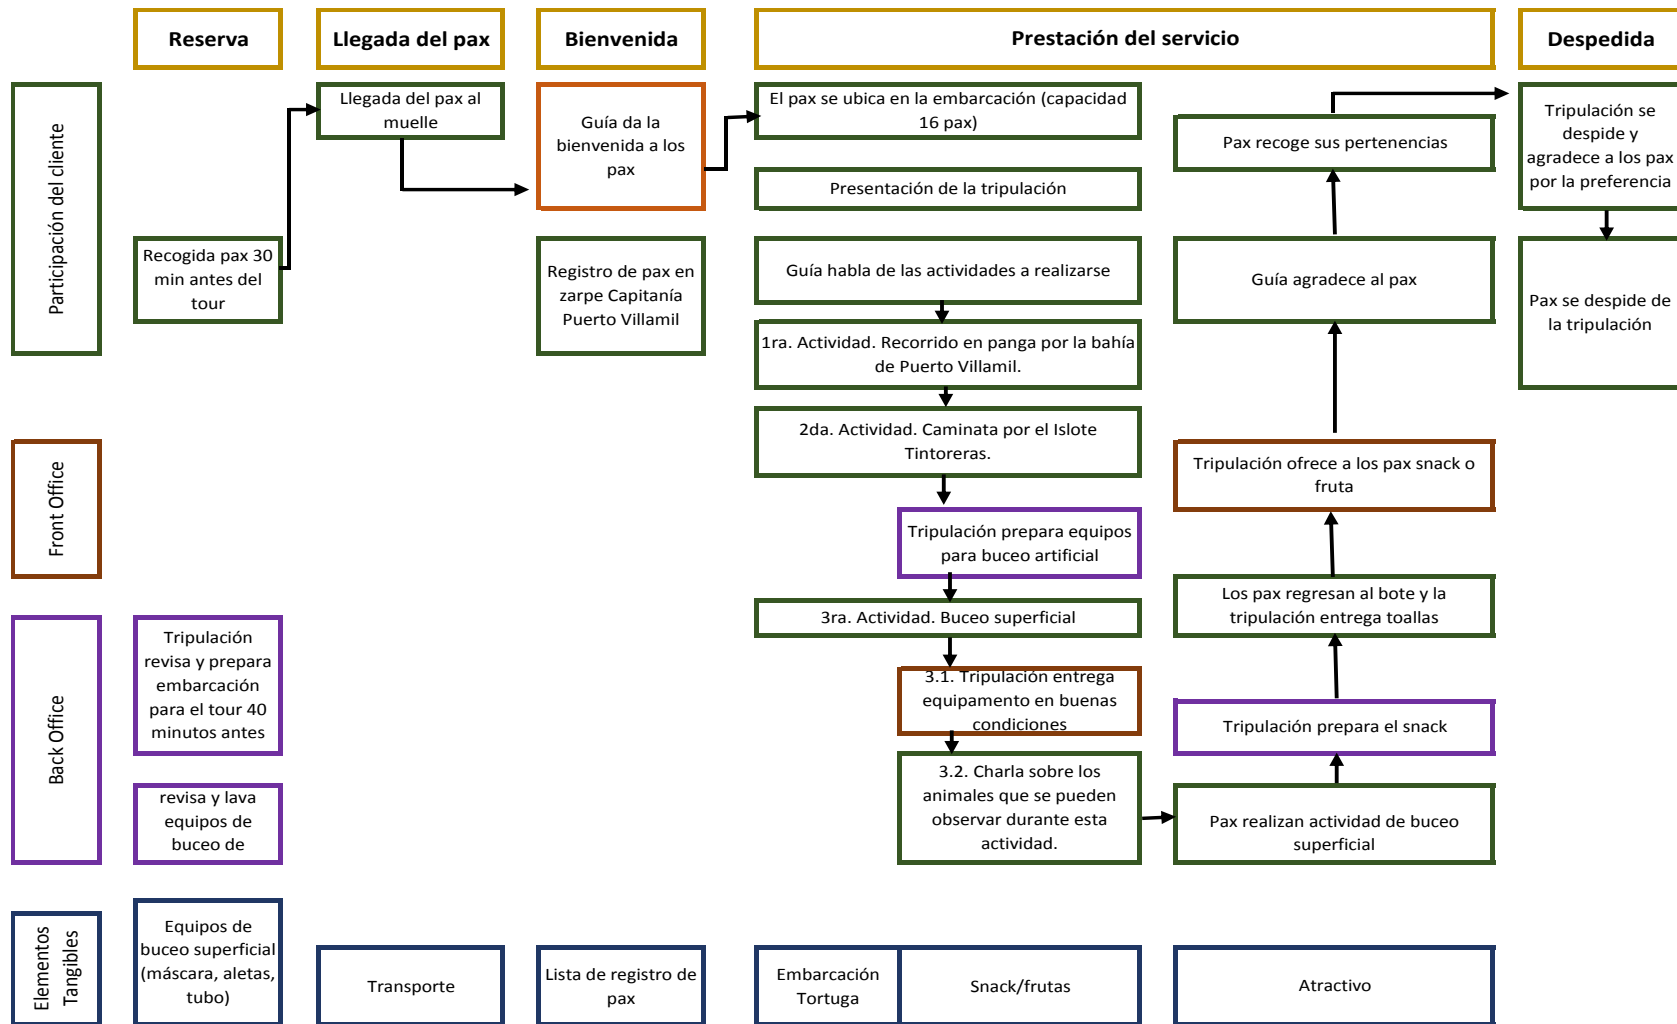 Reserva
Llegada del pax
Bienvenida
Prestación del servicio
Despedida
Participación del cliente
Recogida pax 30
min antes del
tour
Llegada del pax al
muelle
Guía da la
bienvenida a los
pax
Registro de pax en
zarpe Capitanía
Puerto Villamil
El pax se ubica en la embarcación (capacidad
16 pax)
Presentación de la tripulación
Guía habla de las actividades a realizarse
1ra. Actividad. Recorrido en panga por la bahía
de Puerto Villamil.
2da. Actividad. Caminata por el Islote
Tintoreras.
Tripulación prepara equipos
para buceo artificial
3ra. Actividad. Buceo superficial
3.1. Tripulación entrega
equipamento en buenas
condiciones
3.2. Charla sobre los
animales que se pueden
observar durante esta
actividad.
Pax recoge sus pertenencias
Guía agradece al pax
Tripulación ofrece a los pax snack o
fruta
Los pax regresan al bote y la
tripulación entrega toallas
Tripulación prepara el snack
Pax realizan actividad de buceo
superficial
Tripulación se
despide y
agradece a los pax
por la preferencia
Pax se despide de
la tripulación
Front Office
Back Office
Tripulación
revisa y prepara
embarcación
para el tour 40
minutos antes
revisa y lava
equipos de
buceo de
Elementos
Tangibles
Equipos de
buceo superficial
(máscara, aletas,
tubo)
Transporte
Lista de registro de
pax
Embarcación
Tortuga
Snack/frutas
Atractivo